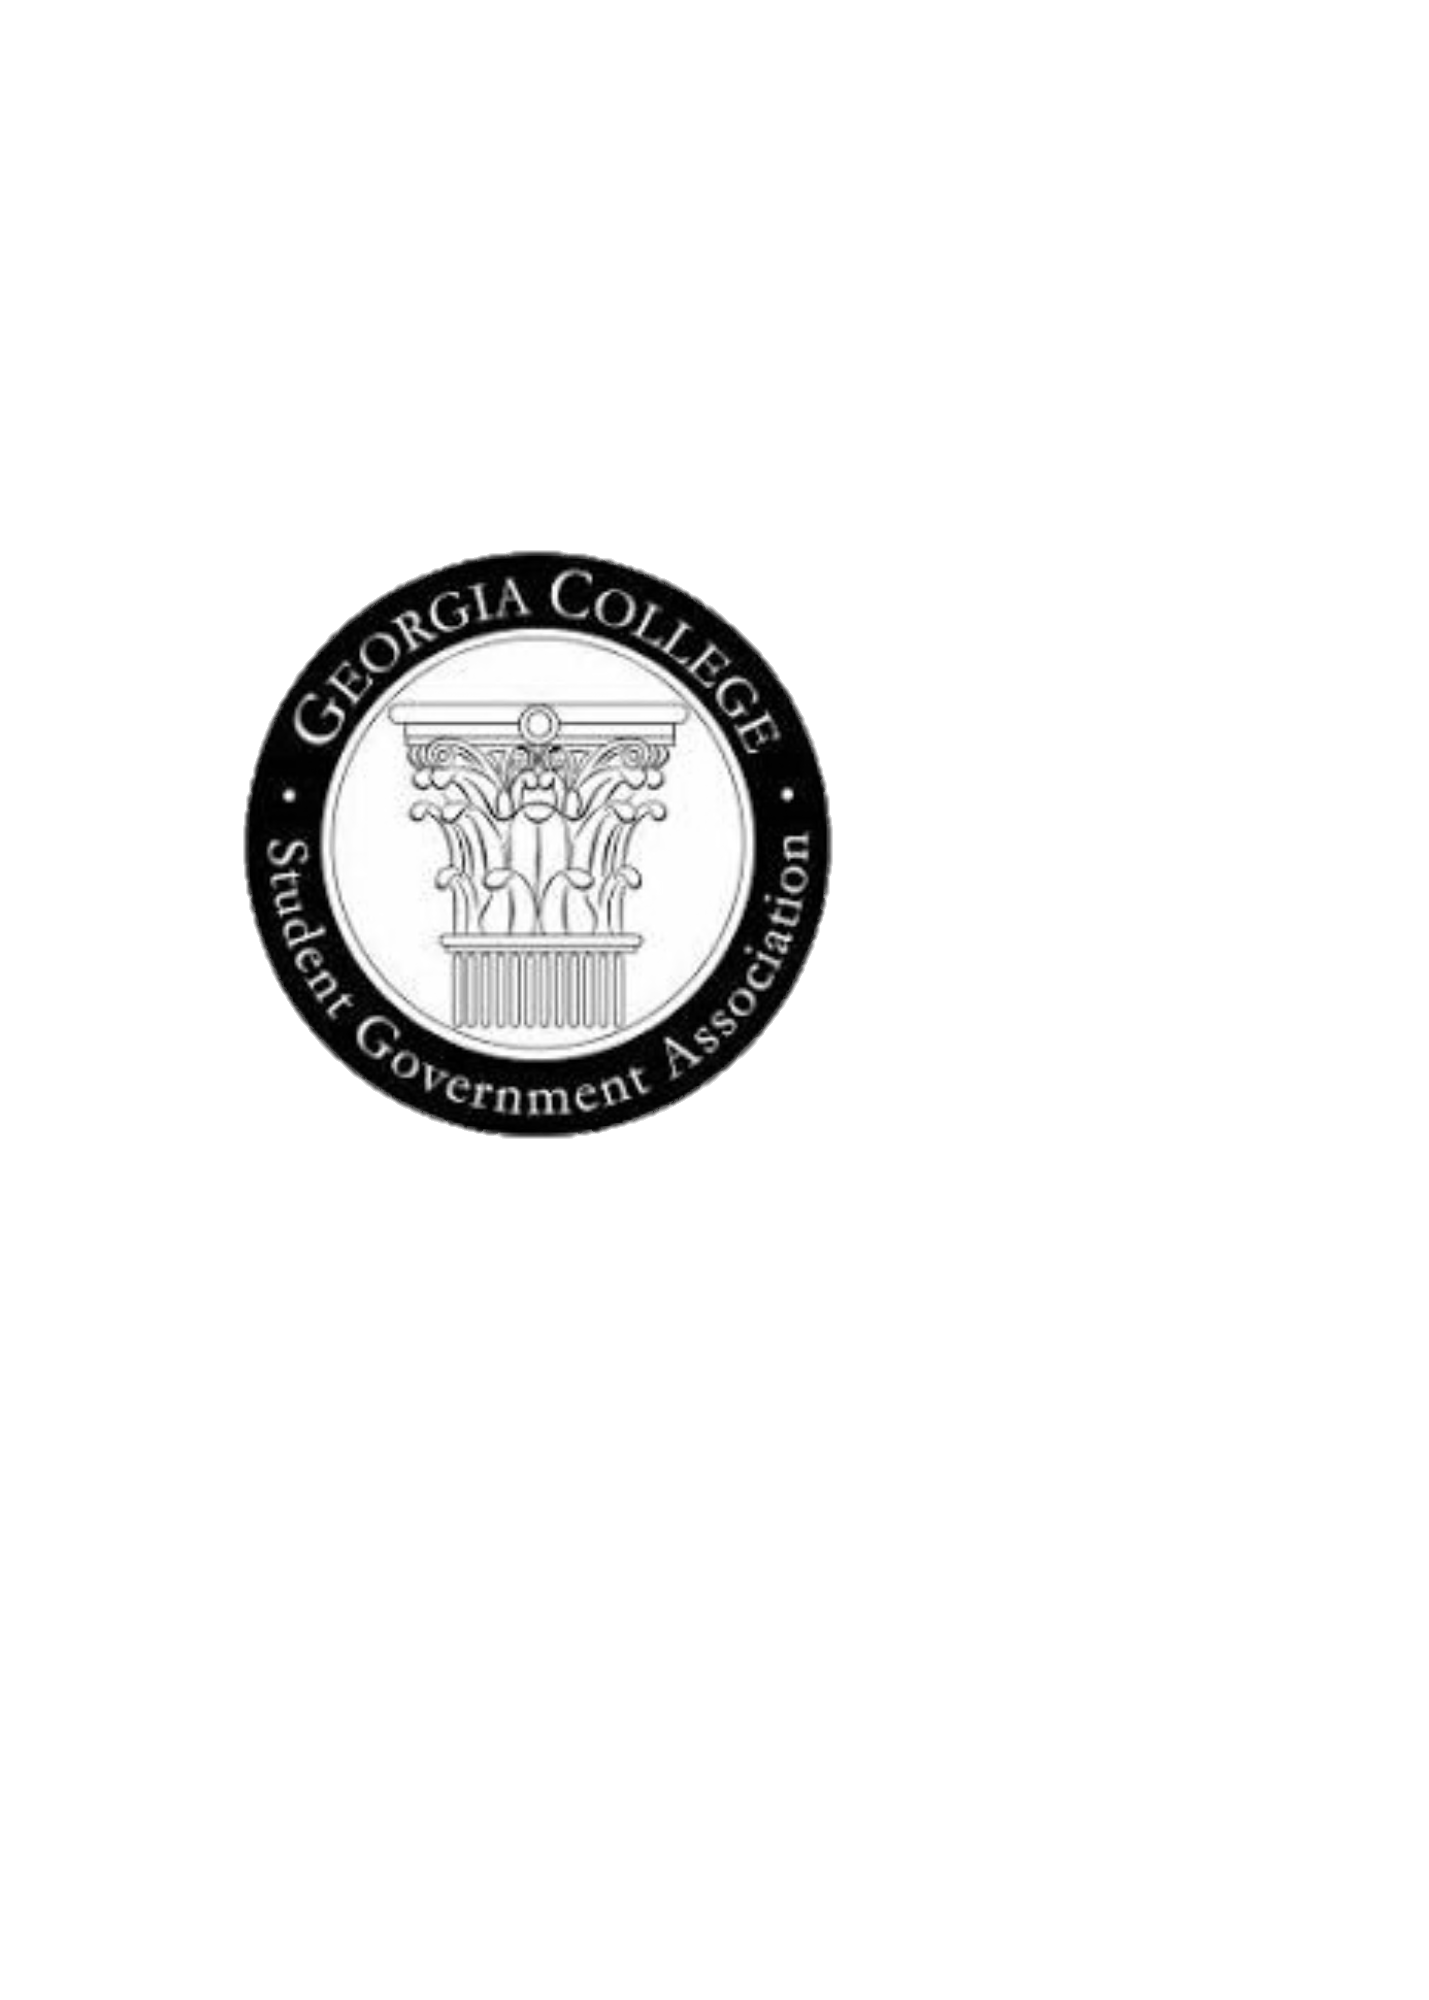 GEORGIA COLLEGE
Student Government Association